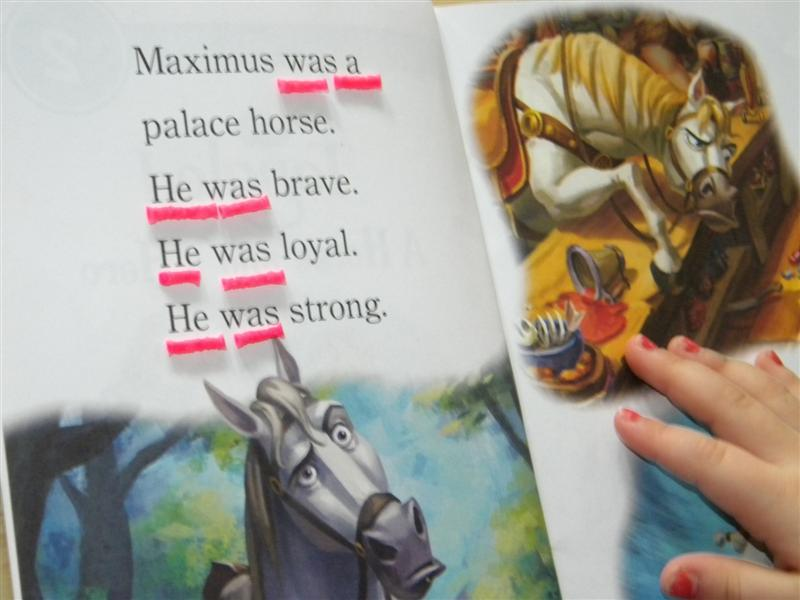 Maximus was a
palace horse.
He was brave.
He was loyal.
He was strong.